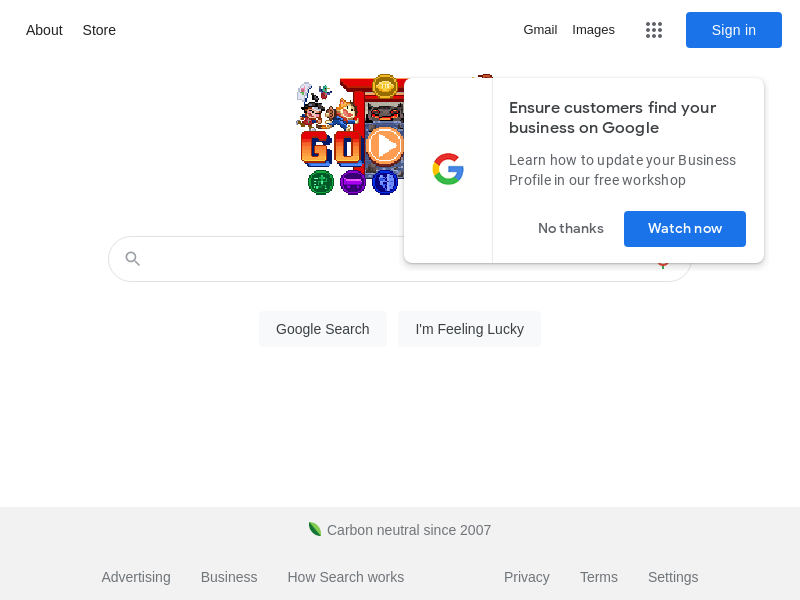 About Store Gmail Images Sign in
GO
Ensure customers find your
business on Google
Learn how to update your Business
Profile in our free workshop
No thanks Watch now
Google Search I'm Feeling Lucky
Carbon neutral since 2007
Advertising Business How Search works Privacy Terms Settings